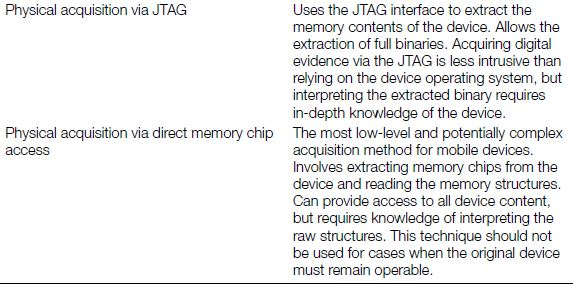 Physical acquisition via JTAG
Uses the JTAG interface to extract the
memory contents of the device. Allows the
extraction of full binaries. Acquiring digital
evidence via the JTAG is less intrusive than
relying on the device operating system, but
interpreting the extracted binary requires
in-depth knowledge of the device.
Physical acquisition via direct memory chip
access
The most low-level and potentially complex
acquisition method for mobile devices.
Involves extracting memory chips from the
device and reading the memory structures.
Can provide access to all device content,
but requires knowledge of interpreting the
raw structures. This technique should not
be used for cases when the original device
must remain operable.